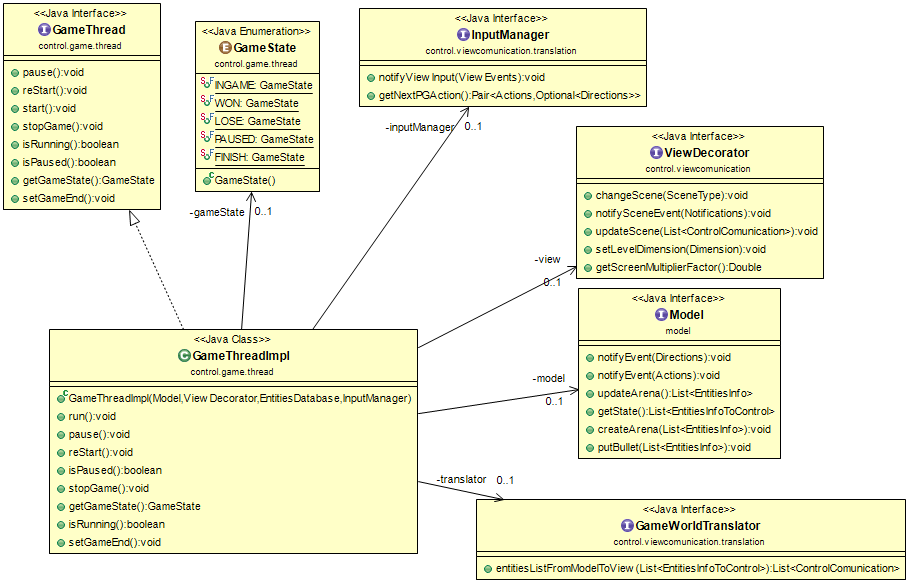 <<Java Interface>>
GameThread
control.game.thread
pause():void
reStart():void
start():void
stopGame():void
isRunning():boolean
isPaused():boolean
getGameState():GameState
setGameEnd():void
<<Java Enumeration>>
GameState
control.game.thread
INGAME: GameState
WON: GameState
LOSE: GameState
PAUSED: GameState
FINISH: GameState
GameState()
<<Java Interface>>
InputManager
control.viewcomunication.translation
notifyViewInput(ViewEvents):void
getNextPGAction():Pair<Actions,Optional<Directions>>
<<Java Interface>>
ViewDecorator
control.viewcomunication
changeScene(SceneType):void
notifySceneEvent(Notifications):void
updateScene(List<ControlComunication>):void
setLevelDimension(Dimension):void
getScreenMultiplierFactor():Double
-gameState 0..1
-inputManager 0..1
-view
0..1
<<Java Interface>>
Model
model
notifyEvent(Directions):void
notifyEvent(Actions):void
updateArena():List<EntitiesInfo>
getState():List<EntitiesInfoToControl>
createArena(List<EntitiesInfo>):void
putBullet(List<EntitiesInfo>):void
<<Java Class>>
GameThreadImpl
control.game.thread
GameThreadImpl(Model,ViewDecorator,EntitiesDatabase,InputManager)
run():void
pause():void
reStart():void
isPaused():boolean
stopGame():void
getGameState():GameState
isRunning():boolean
setGameEnd():void
-model
0..1
-translator 0..1
<<Java Interface>>
GameWorldTranslator
control.viewcomunication.translation
entitiesListFromModelToView(List<EntitiesInfoToControl>):List<ControlComunication>